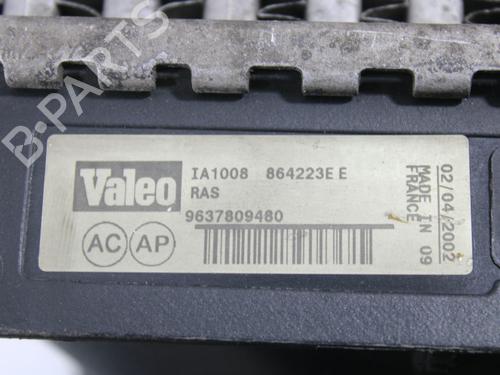 B-PARTS
Valeo
IA1008 864223E E
RAS
9637809480
AC AP
02/04/2002
MADE IN 09
FRANCE